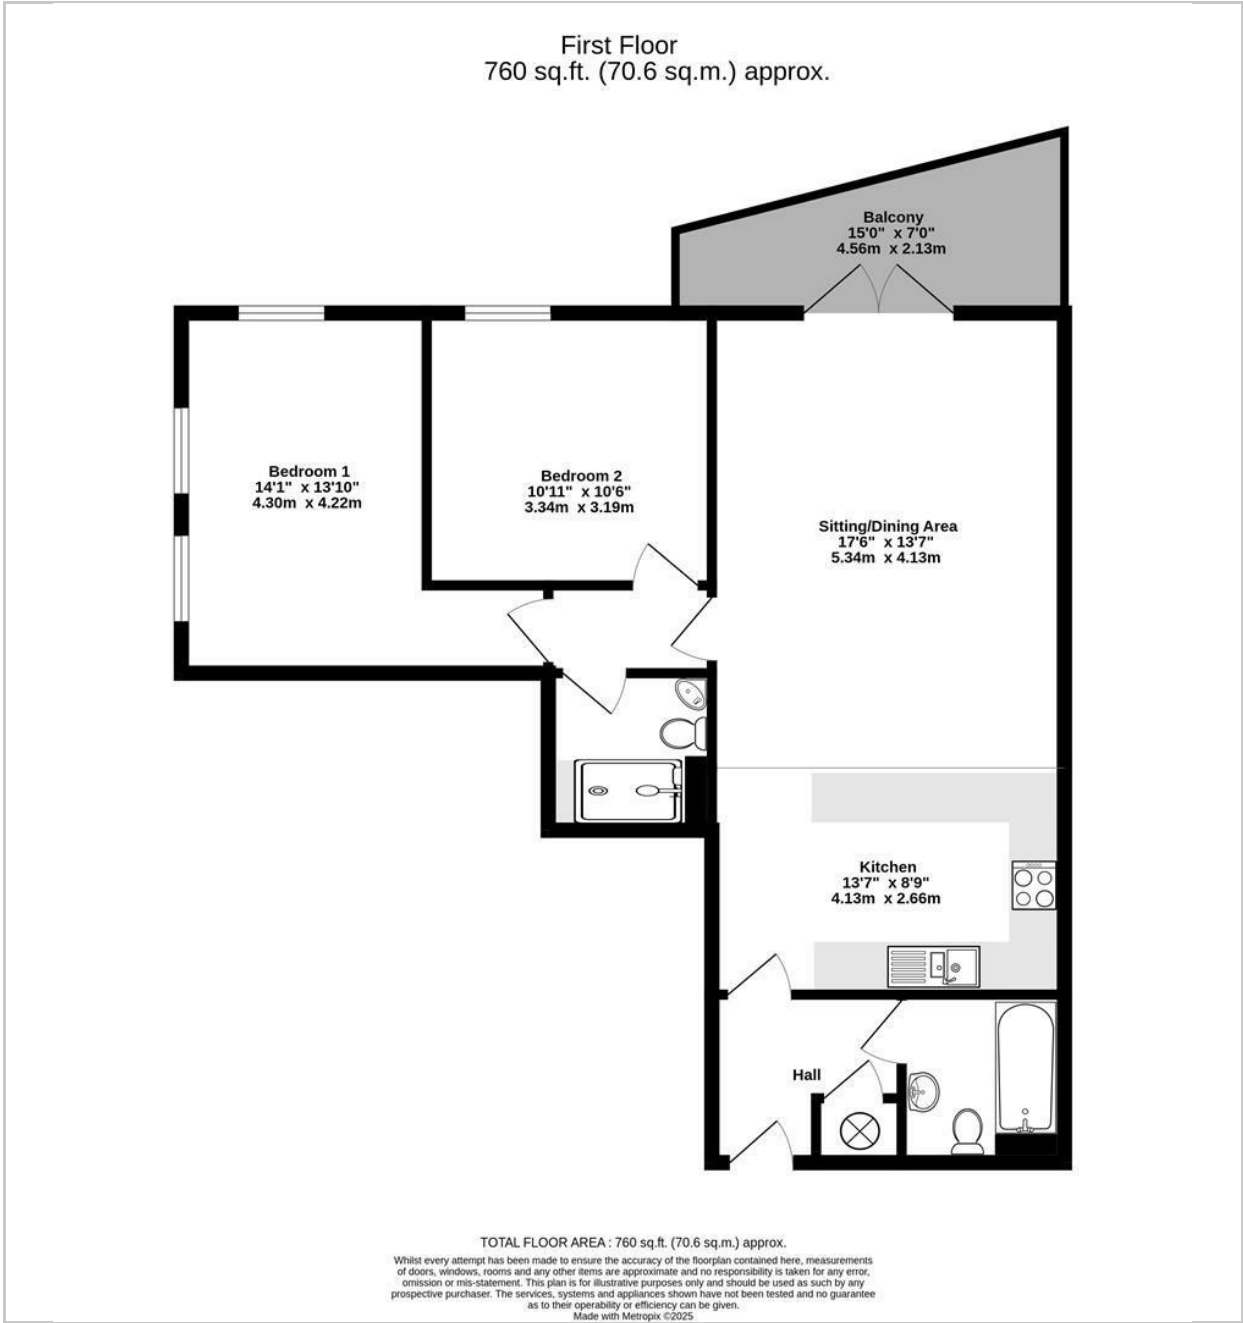 First Floor
760 sq.ft. (70.6 sq.m.) approx.
Balcony
15'0" x 7'0"
4.56m x 2.13m
Bedroom 1
14'1" x 13'10"
4.30m x 4.22m
Bedroom 2
10'11" x 10'6"
3.34m x 3.19m
Sitting/Dining Area
17'6" x 13'7"
5.34m x 4.13m
Kitchen
13'7" x 8'9"
4.13m x 2.66m
Hall
TOTAL FLOOR AREA : 760 sq.ft. (70.6 sq.m.) approx.
Whilst every attempt has been made to ensure the accuracy of the floorplan contained here, measurements
of doors, windows, rooms and any other items are approximate and no responsibility is taken for any error,
omission or mis-statement. This plan is for illustrative purposes only and should be used as such by any
prospective purchaser. The services, systems and appliances shown have not been tested and no guarantee
as to their operability or efficiency can be given.
Made with Metropix ©2025